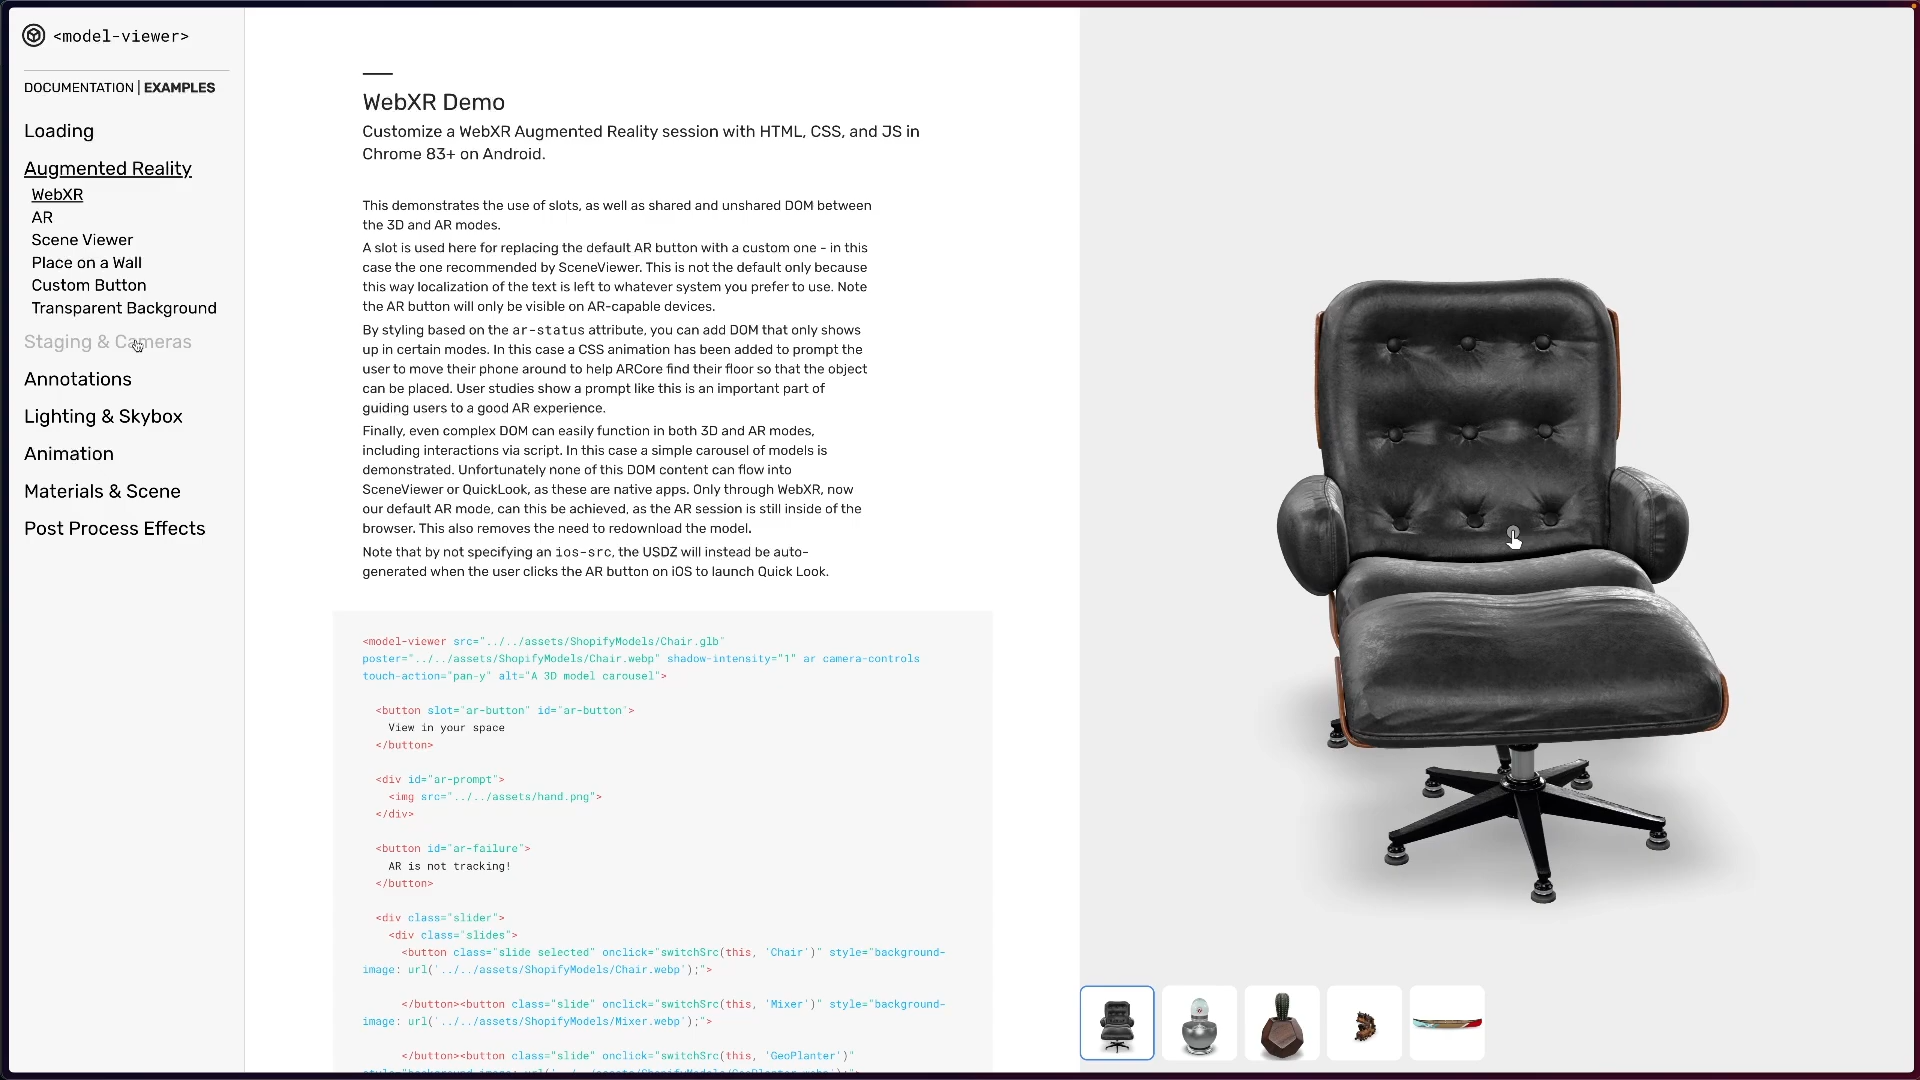 <model-viewer>
DOCUMENTATION | EXAMPLES
Loading
Augmented Reality
WebXR
AR
Scene Viewer
Place on a Wall
Custom Button
Transparent Background
Staging & Cameras
Annotations
Lighting & Skybox
Animation
Materials & Scene
Post Process Effects
WebXR Demo
Customize a WebXR Augmented Reality session with HTML, CSS, and JS in
Chrome 83+ on Android.
This demonstrates the use of slots, as well as shared and unshared DOM between
the 3D and AR modes.
A slot is used here for replacing the default AR button with a custom one - in this
case the one recommended by SceneViewer. This is not the default only because
this way localization of the text is left to whatever system you prefer to use. Note
the AR button will only be visible on AR-capable devices.
By styling based on the ar-status attribute, you can add DOM that only shows
up in certain modes. In this case a CSS animation has been added to prompt the
user to move their phone around to help ARCore find their floor so that the object
can be placed. User studies show a prompt like this is an important part of
guiding users to a good AR experience.
Finally, even complex DOM can easily function in both 3D and AR modes,
including interactions via script. In this case a simple carousel of models is
demonstrated. Unfortunately none of this DOM content can flow into
SceneViewer or QuickLook, as these are native apps. Only through WebXR, now
our default AR mode, can this be achieved, as the AR session is still inside of the
browser. This also removes the need to redownload the model.
Note that by not specifying an ios-src, the USDZ will instead be auto-
generated when the user clicks the AR button on iOS to launch Quick Look.
<model-viewer src="../../assets/ShopifyModels/Chair.glb"
poster="../../assets/ShopifyModels/Chair.webp" shadow-intensity="1" ar camera-controls
touch-action="pan-y" alt="A 3D model carousel">
<button slot="ar-button" id="ar-button">
View in your space
</button>
<div id="ar-prompt">
<img src="../../assets/hand.png">
</div>
<button id="ar-failure">
AR is not tracking!
</button>
<div class="slider">
<div class="slides">
<button class="slide selected" onclick="switchSrc(this, 'Chair')" style="background-
image: url('../../assets/ShopifyModels/Chair.webp');">
</button><button class="slide" onclick="switchSrc(this, 'Mixer')" style="background-
image: url('../../assets/ShopifyModels/Mixer.webp');">
</button><button class="slide" onclick="switchSrc(this, 'GeoPlanter')"
style="background-image: url('../../assets/ShopifyModels/GeoPlanter.webp');">